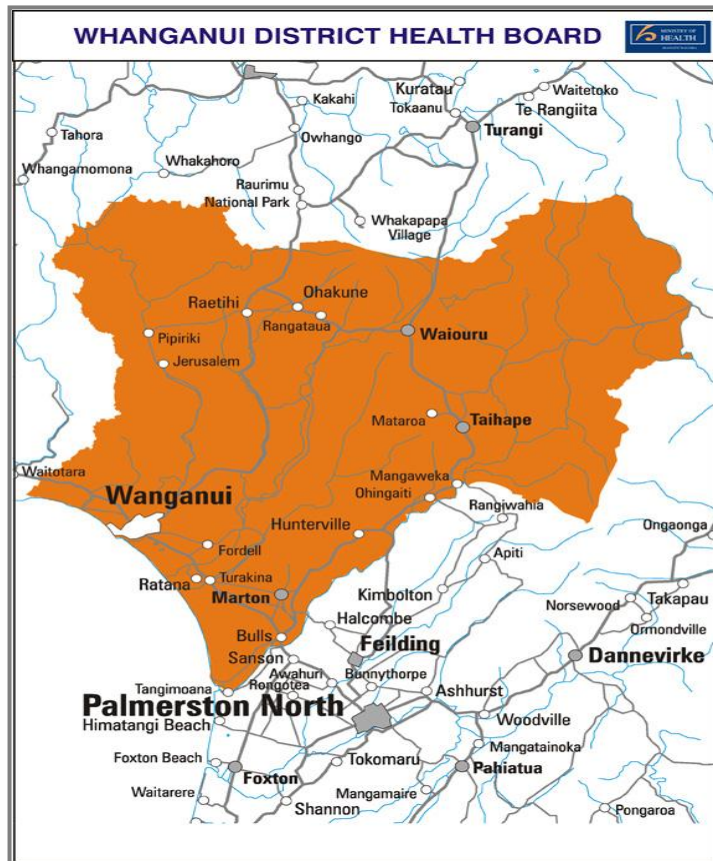 WHANGANUI DISTRICT HEALTH BOARD
MINISTRY OF
HEALTH
Kuratau
Waitetoko
Kakahi
Tokaanu
Te Rangiita
Tahora
Owhango
Turangi
Whangamomona
Whakahoro
Raurimu
National Park
Whakapapa
Village
Raetihi
Ohakune
Rangataua
Pipiriki
Waiouru
Jerusalem
Mataroa
Taihape
Waitotara
Mangaweka
Wanganui
Ohingaiti
Rangiwahia
Hunterville
Ongaonga
Fordell
Apiti
Ratana
Turakina
Marton
Kimbolton
Norsewood
Takapau
Halcombe
Ormondville
Bulls
Feilding
Sanson
Dannevirke
Awahuri
Bunnythorpe
Tangimoana
Rongotea
Ashhurst
Palmerston North
Himatangi Beach
Woodville
Mangatainoka
Foxton Beach
Tokomaru
Foxton
Pahiatua
Waitarere
Mangamaire
Shannon
Pongaroa